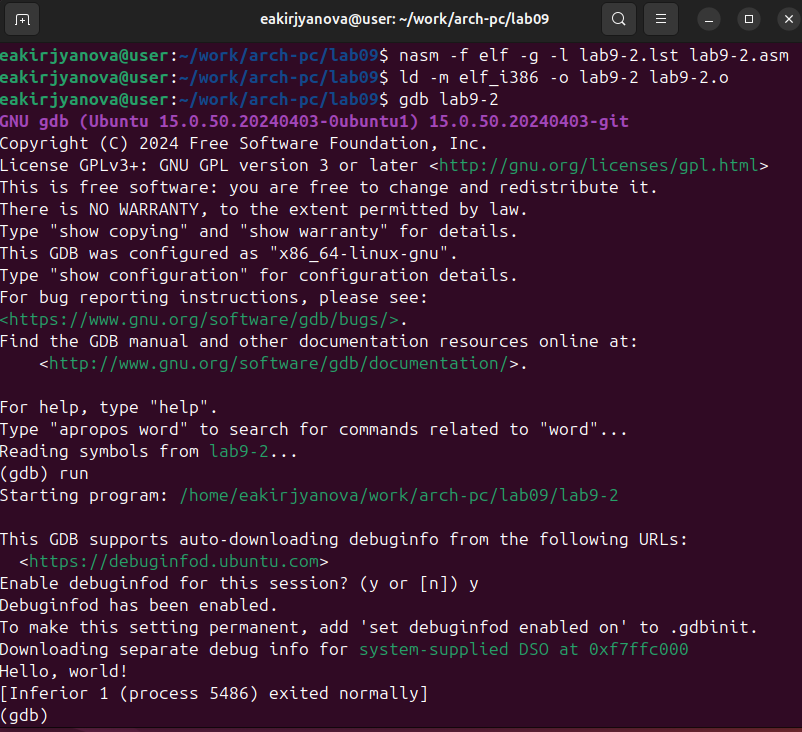 eakirjyanova@user: ~/work/arch-pc/lab09
eakirjyanova@user:~/work/arch-pc/lab09$ nasm -f elf -g -l lab9-2.lst lab9-2.asm
eakirjyanova@user:~/work/arch-pc/lab09$ ld -m elf_i386 -o lab9-2 lab9-2.o
eakirjyanova@user:~/work/arch-pc/lab09$ gdb lab9-2
GNU gdb (Ubuntu 15.0.50.20240403-0ubuntu1) 15.0.50.20240403-git
Copyright (C) 2024 Free Software Foundation, Inc.
License GPLv3+: GNU GPL version 3 or later <http://gnu.org/licenses/gpl.html>
This is free software: you are free to change and redistribute it.
There is NO WARRANTY, to the extent permitted by law.
Type "show copying" and "show warranty" for details.
This GDB was configured as "x86_64-linux-gnu".
Type "show configuration" for configuration details.
For bug reporting instructions, please see:
<https://www.gnu.org/software/gdb/bugs/>.
Find the GDB manual and other documentation resources online at:
    <http://www.gnu.org/software/gdb/documentation/>.
For help, type "help".
Type "apropos word" to search for commands related to "word"...
Reading symbols from lab9-2...
(gdb) run
Starting program: /home/eakirjyanova/work/arch-pc/lab09/lab9-2
This GDB supports auto-downloading debuginfo from the following URLs:
  <https://debuginfod.ubuntu.com>
Enable debuginfod for this session? (y or [n]) y
Debuginfod has been enabled.
To make this setting permanent, add 'set debuginfod enabled on' to .gdbinit.
Downloading separate debug info for system-supplied DSO at 0xf7ffc000
Hello, world!
[Inferior 1 (process 5486) exited normally]
(gdb)